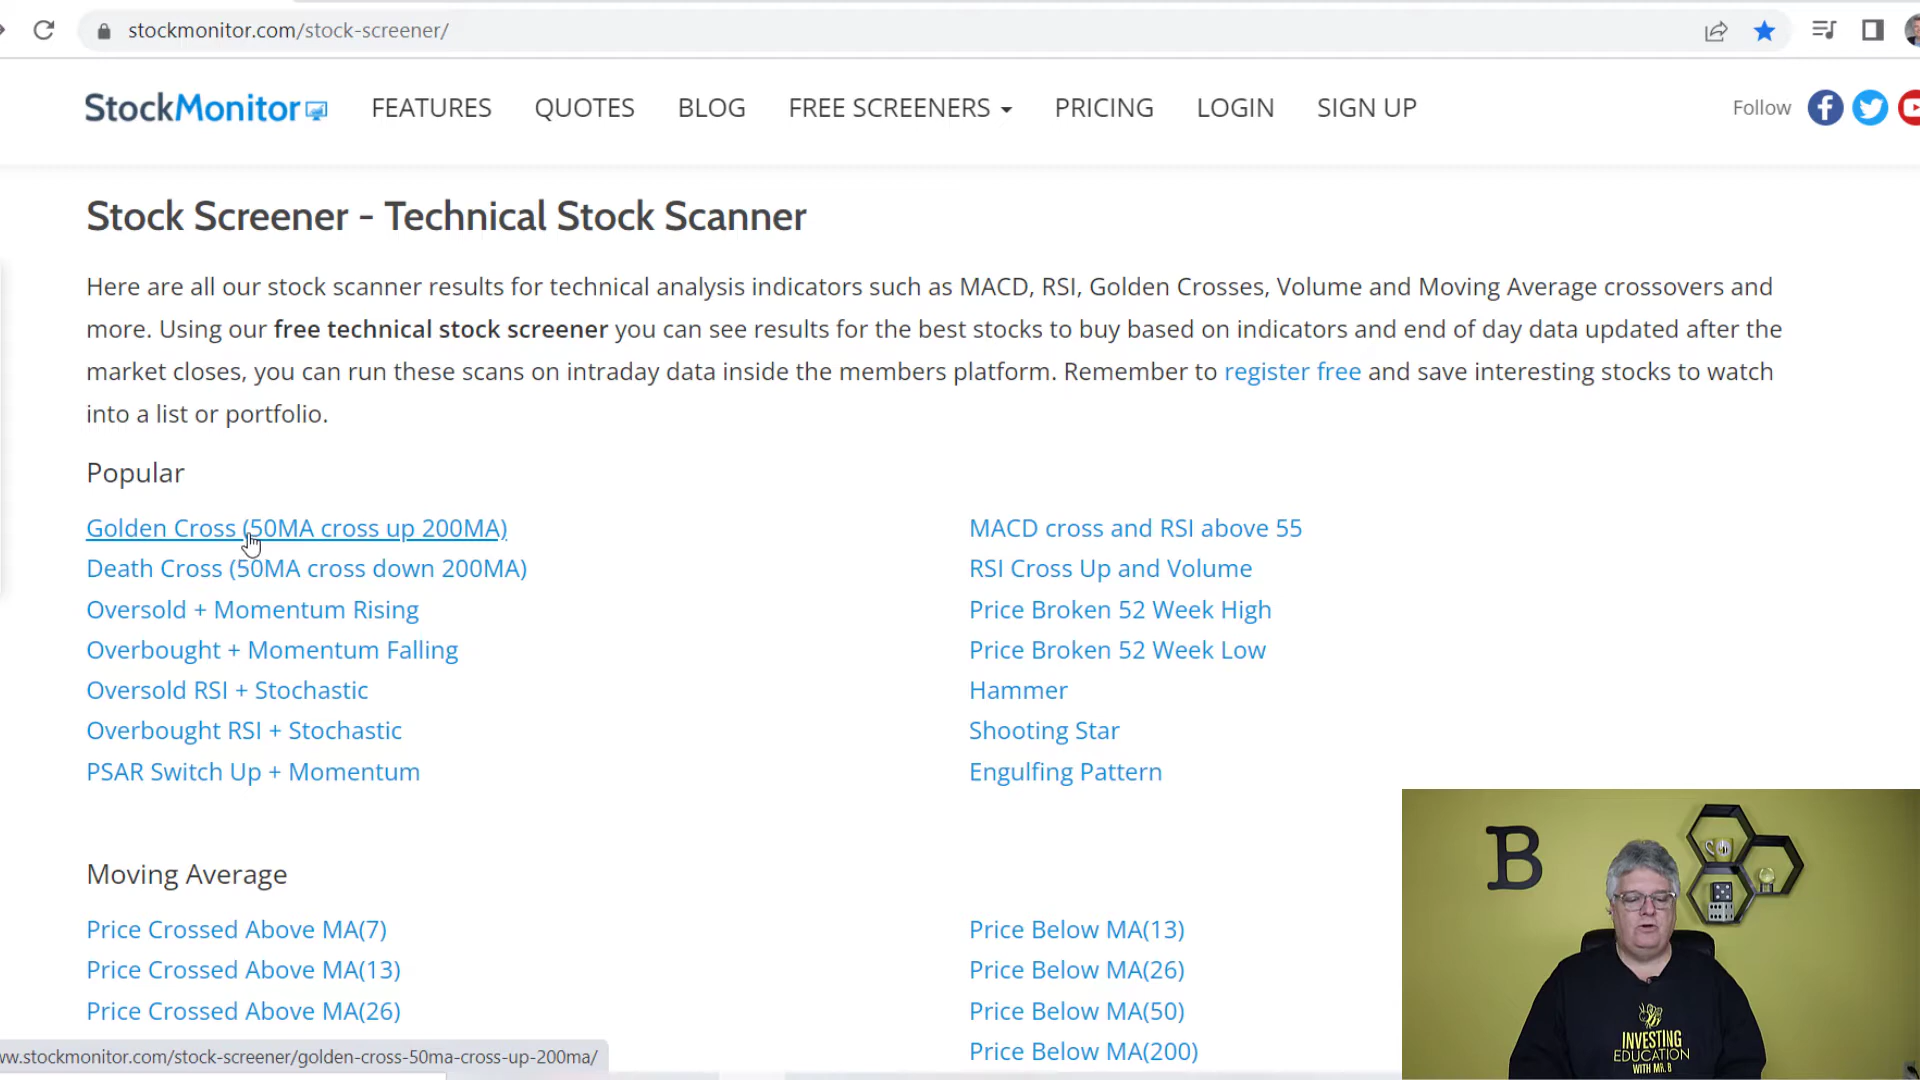 stockmonitor.com/stock-screener/
StockMonitor FEATURES QUOTES BLOG FREE SCREENERS PRICING LOGIN SIGN UP Follow
Stock Screener - Technical Stock Scanner
Here are all our stock scanner results for technical analysis indicators such as MACD, RSI, Golden Crosses, Volume and Moving Average crossovers and
more. Using our free technical stock screener you can see results for the best stocks to buy based on indicators and end of day data updated after the
market closes, you can run these scans on intraday data inside the members platform. Remember to register free and save interesting stocks to watch
into a list or portfolio.
Popular
Golden Cross (50MA cross up 200MA)
Death Cross (50MA cross down 200MA)
Oversold + Momentum Rising
Overbought + Momentum Falling
Oversold RSI + Stochastic
Overbought RSI + Stochastic
PSAR Switch Up + Momentum
MACD cross and RSI above 55
RSI Cross Up and Volume
Price Broken 52 Week High
Price Broken 52 Week Low
Hammer
Shooting Star
Engulfing Pattern
Moving Average
Price Crossed Above MA(7)
Price Crossed Above MA(13)
Price Crossed Above MA(26)
Price Below MA(13)
Price Below MA(26)
Price Below MA(50)
Price Below MA(200)
ww.stockmonitor.com/stock-screener/golden-cross-50ma-cross-up-200ma/
B
INVESTING
EDUCATION
WITH MR. B